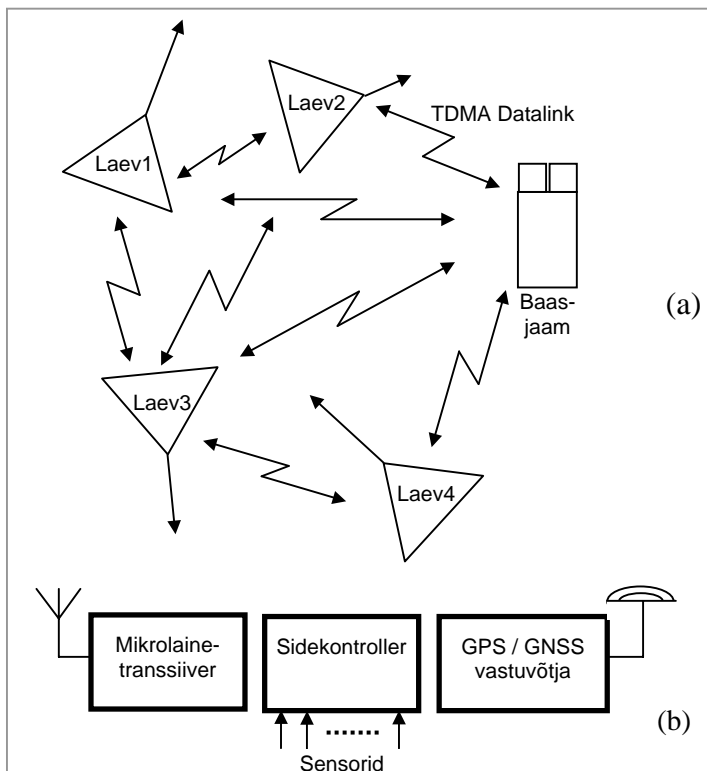 Laev1
Laev2
TDMA Datalink
Baas-
jaam
(a)
Laev3
Laev4
Mikrolaine-
transsiiver
Sidekontroller
GPS / GNSS
vastuvõtja
(b)
Sensorid